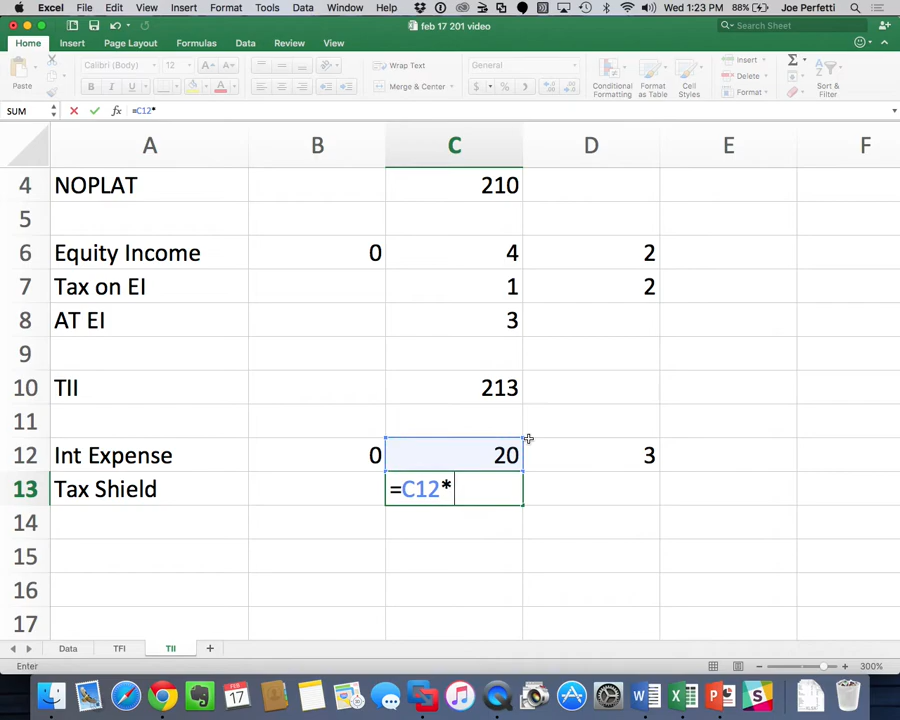 Excel File Edit View Insert Format Tools Data Window Help 88% Wed 1:23 PM Joe Perfetti
feb 17 201 video
Search Sheet
Home Insert Page Layout Formulas Data Review View
Paste
Calibri (Body) 12 A A
B I U A
Wrap Text
Merge & Center
General
$ % ,
Conditional Formatting
Format as Table
Cell Styles
Insert
Delete
Format
Σ
Sort & Filter
SUM fx =C12*
A B C D E F
4 NOPLAT 210
5
6 Equity Income 0 4 2
7 Tax on EI 1 2
8 AT EI 3
9
10 TII 213
11
12 Int Expense 0 20 3
13 Tax Shield =C12*
14
15
16
17
Data TFI TII +
Enter 300%
FEBRUARY 17